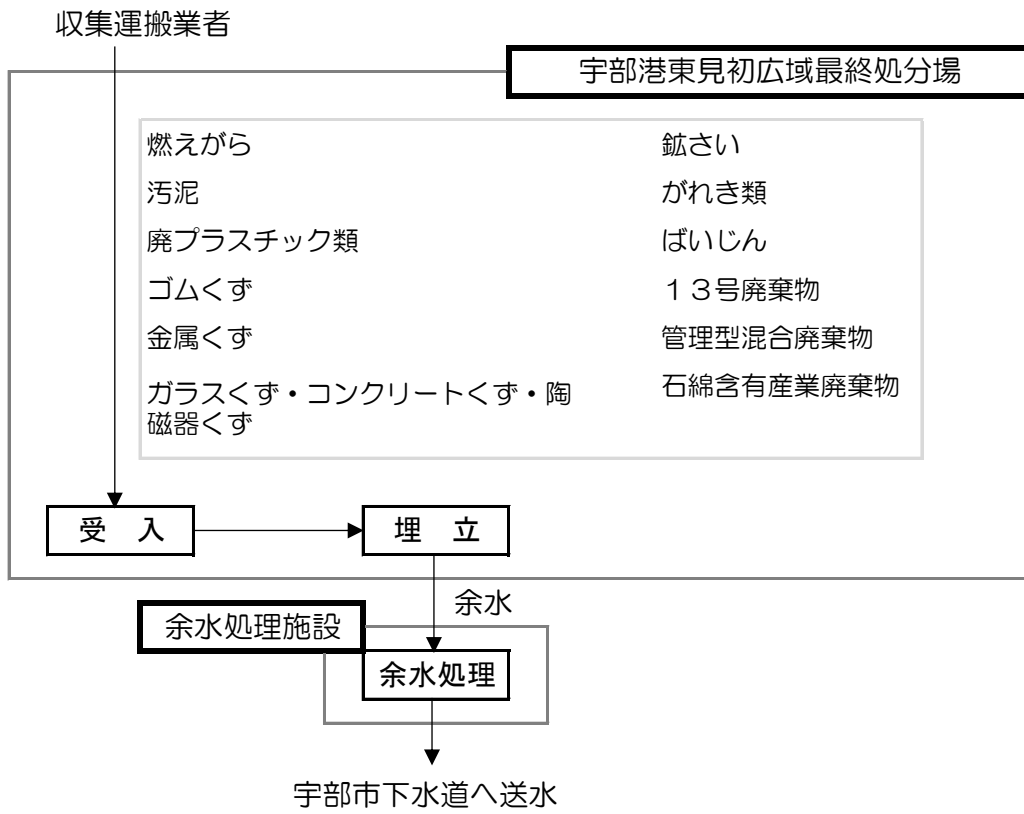 収集運搬業者
宇部港東見初広域最終処分場
燃えがら
汚泥
廃プラスチック類
ゴムくず
金属くず
ガラスくず・コンクリートくず・陶
磁器くず
鉱さい
がれき類
ばいじん
１３号廃棄物
管理型混合廃棄物
石綿含有産業廃棄物
受　入
埋　立
余水
余水処理施設
余水処理
宇部市下水道へ送水